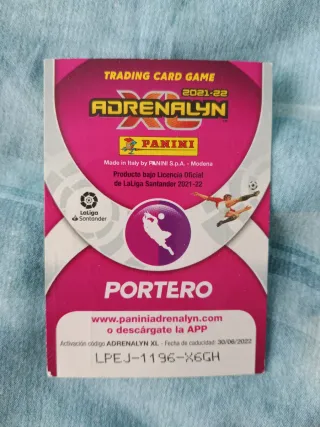 TRADING CARD GAME
2021-22
ADRENALYN
XL
PANINI
Made in Italy by PANINI S.p.A. - Modena
Producto bajo Licencia Oficial
de LaLiga Santander 2021-22
LaLiga
Santander
PORTERO
www.paniniadrenalyn.com
o descárgate la APP
Activación código ADRENALYN XL - Fecha de caducidad: 30/06/2022
LPEJ-1196-X6GH